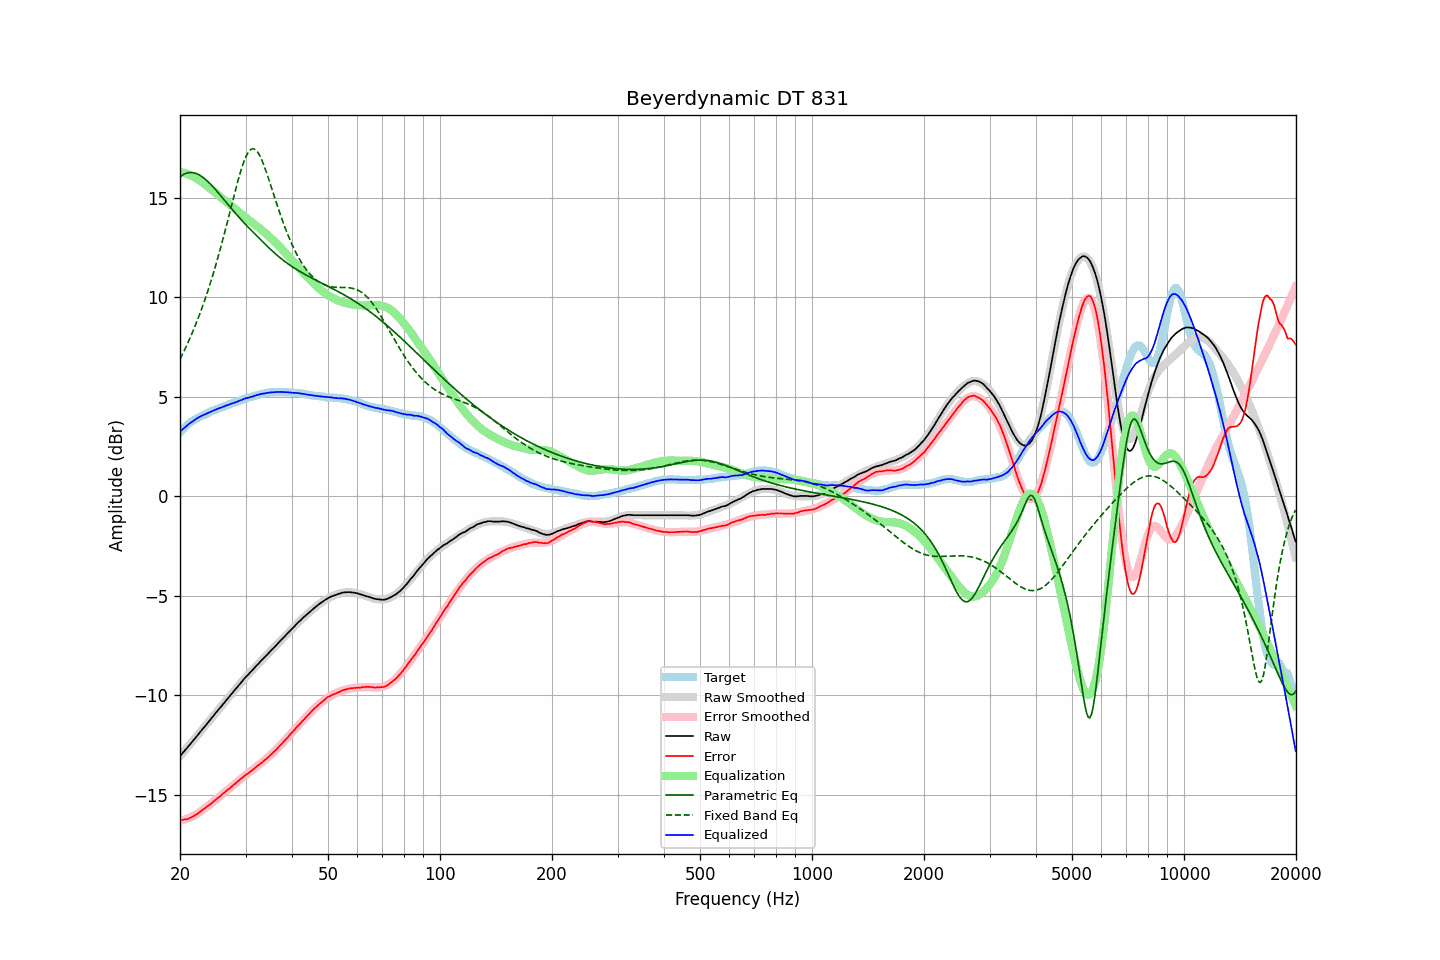 Beyerdynamic DT 831
Amplitude (dBr)
15
10
5
0
−5
−10
−15
Target
Raw Smoothed
Error Smoothed
Raw
Error
Equalization
Parametric Eq
Fixed Band Eq
Equalized
20 50 100 200 500 1000 2000 5000 10000 20000
Frequency (Hz)